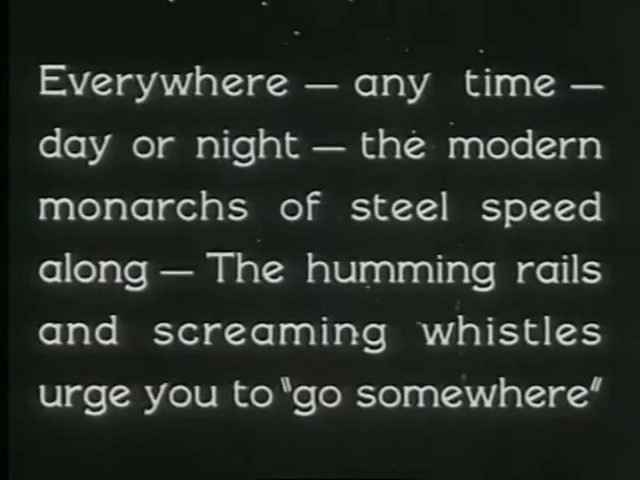 Everywhere — any time —
day or night — the modern
monarchs of steel speed
along — The humming rails
and screaming whistles
urge you to "go somewhere"